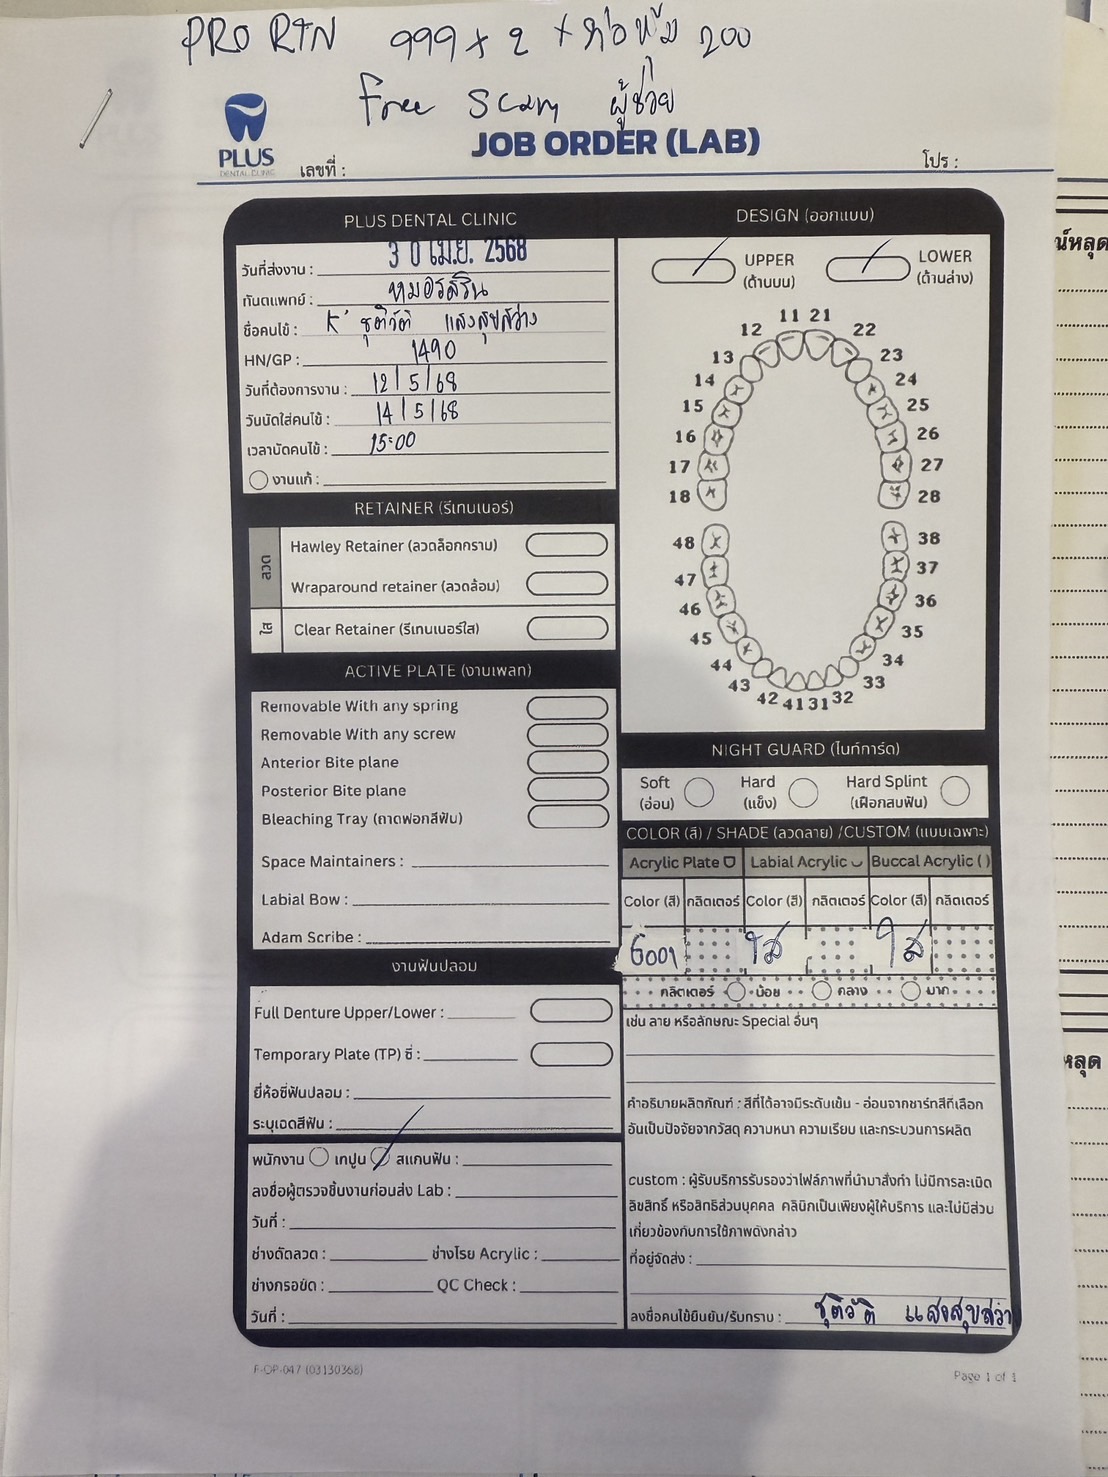 PRO RTN 999 x 2 + ท่อหุ้ม 200
Free Scan ผู้ช่วย
PLUS
DENTAL CLINIC
JOB ORDER (LAB)
เลขที่ :
โปร :
PLUS DENTAL CLINIC
วันที่ส่งงาน : 30 เม.ย. 2568
ทันตแพทย์ : หมอรสริน
ชื่อคนไข้ : K' ชุติวัติ แสงสุขสว่าง
HN/GP : 1490
วันที่ต้องการงาน : 12/5/68
วันนัดใส่คนไข้ : 14/5/68
เวลานัดคนไข้ : 15:00
งานแก้ :
RETAINER (รีเทนเนอร์)
ลวด
Hawley Retainer (ลวดล็อกกราม)
Wraparound retainer (ลวดล้อม)
ใส
Clear Retainer (รีเทนเนอร์ใส)
ACTIVE PLATE (งานเพลท)
Removable With any spring
Removable With any screw
Anterior Bite plane
Posterior Bite plane
Bleaching Tray (ถาดฟอกสีฟัน)
Space Maintainers :
Labial Bow :
Adam Scribe :
งานฟันปลอม
Full Denture Upper/Lower :
Temporary Plate (TP) ซี่ :
ยี่ห้อซี่ฟันปลอม :
ระบุเฉดสีฟัน :
พนักงาน เทปูน สแกนฟัน :
ลงชื่อผู้ตรวจชิ้นงานก่อนส่ง Lab :
วันที่ :
ช่างดัดลวด : ช่างโรย Acrylic :
ช่างกรอขัด : QC Check :
วันที่ :
DESIGN (ออกแบบ)
UPPER (ด้านบน)
LOWER (ด้านล่าง)
11 21
12 22
13 23
14 24
15 25
16 26
17 27
18 28
48 38
47 37
46 36
45 35
44 34
43 33
42 41 31 32
NIGHT GUARD (ไนท์การ์ด)
Soft (อ่อน)
Hard (แข็ง)
Hard Splint (เฝือกสบฟัน)
COLOR (สี) / SHADE (ลวดลาย) /CUSTOM (แบบเฉพาะ)
Acrylic Plate Labial Acrylic Buccal Acrylic ( )
Color (สี) กลิตเตอร์ Color (สี) กลิตเตอร์ Color (สี) กลิตเตอร์
G001 ใส ใส
กลิตเตอร์ น้อย กลาง มาก
เช่น ลาย หรือลักษณะ Special อื่นๆ
คำอธิบายผลิตภัณฑ์ : สีที่ได้อาจมีระดับเข้ม - อ่อนจากชาร์ทสีที่เลือก
อันเป็นปัจจัยจากวัสดุ ความหนา ความเรียบ และกระบวนการผลิต
custom : ผู้รับบริการรับรองว่าไฟล์ภาพที่นำมาสั่งทำ ไม่มีการละเมิด
ลิขสิทธิ์ หรือสิทธิส่วนบุคคล คลินิกเป็นเพียงผู้ให้บริการ และไม่มีส่วน
เกี่ยวข้องกับการใช้ภาพดังกล่าว
ที่อยู่จัดส่ง :
ลงชื่อคนไข้ยืนยัน/รับทราบ : ชุติวัติ แสงสุขสว่า
F-OP-047 (03130368)
Page 1 of 1
น์หลุด
หลุด